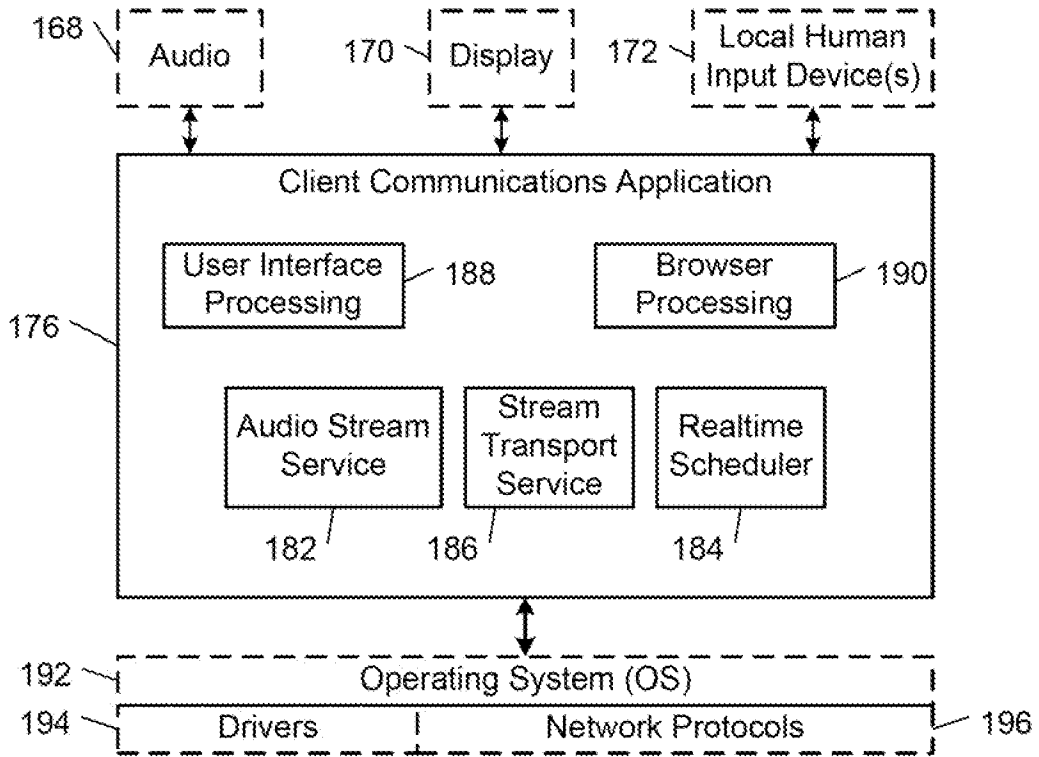 168
Audio
170
Display
172
Local Human
Input Device(s)
Client Communications Application
User Interface
Processing
188
Browser
Processing
190
176
Audio Stream
Service
Stream
Transport
Service
Realtime
Scheduler
182
186
184
192
Operating System (OS)
194
Drivers
Network Protocols
196